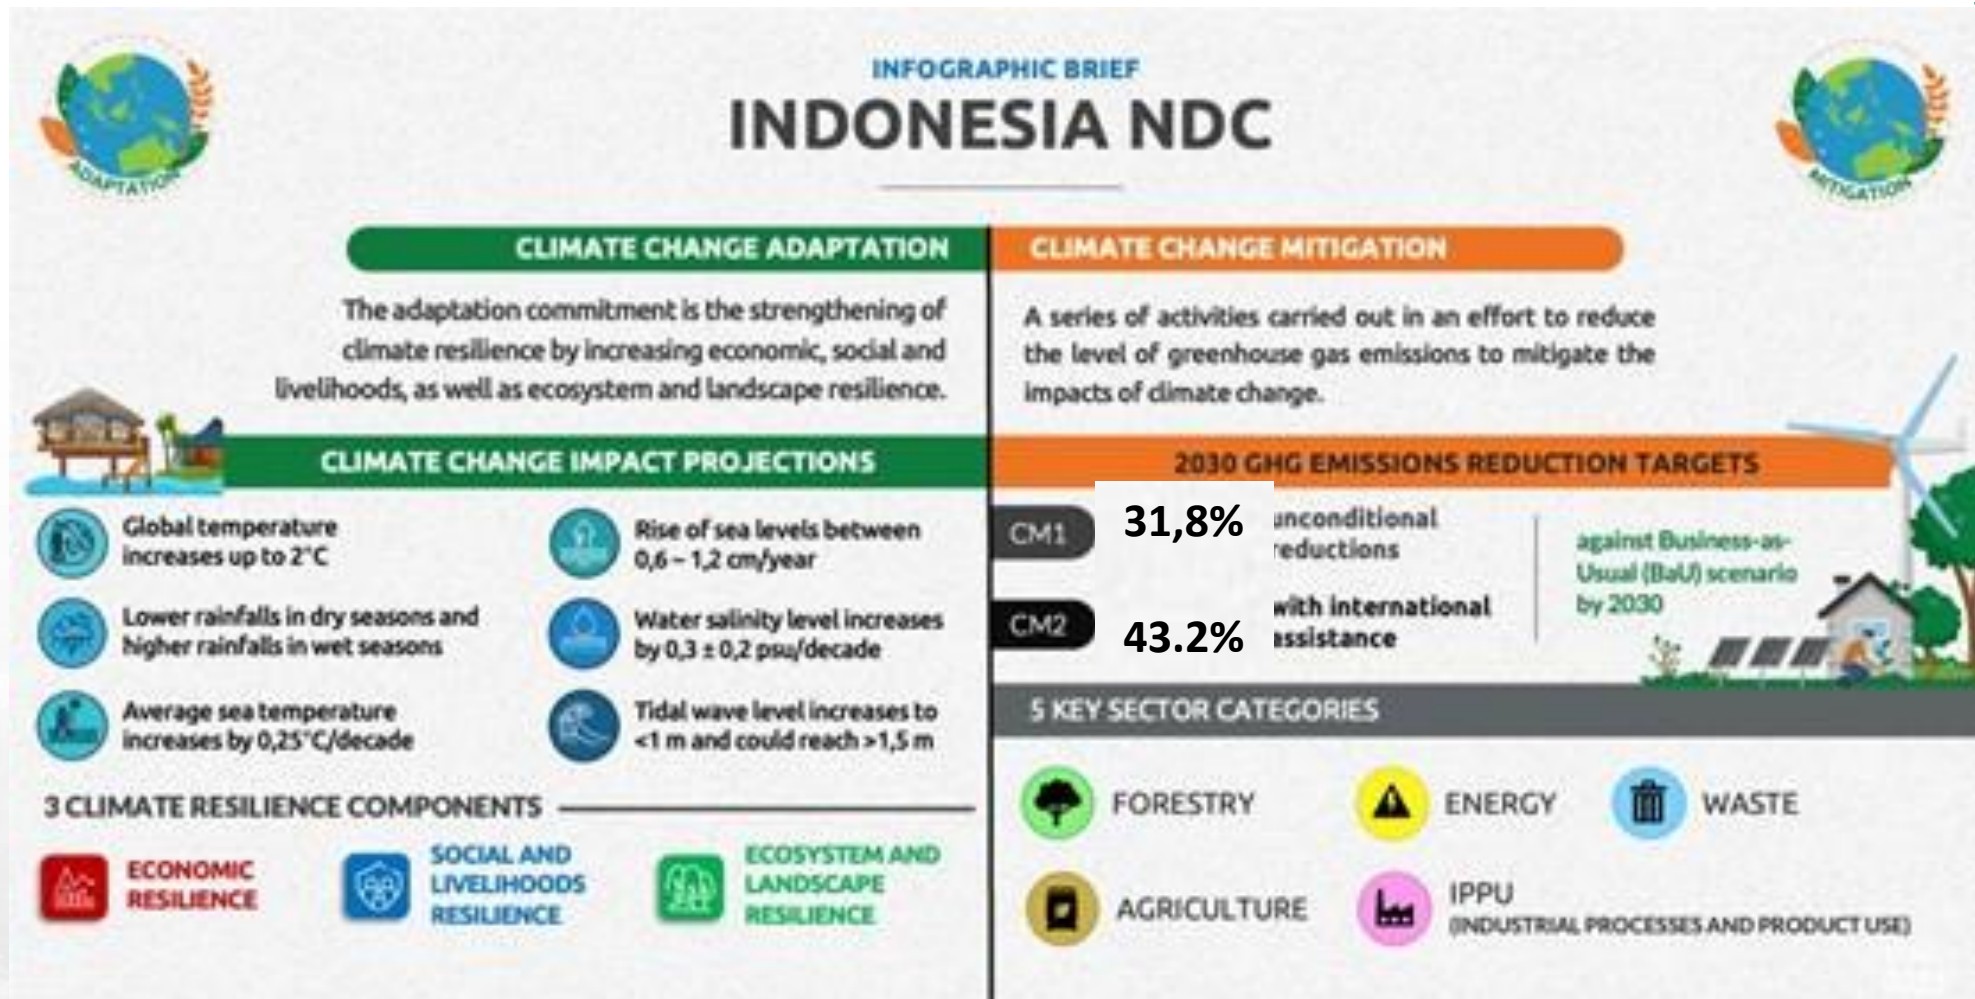 INFOGRAPHIC BRIEF
INDONESIA NDC
ADAPTATION
MITIGATION
CLIMATE CHANGE ADAPTATION
The adaptation commitment is the strengthening of
climate resilience by increasing economic, social and
livelihoods, as well as ecosystem and landscape resilience.
CLIMATE CHANGE IMPACT PROJECTIONS
Global temperature
increases up to 2°C
Lower rainfalls in dry seasons and
higher rainfalls in wet seasons
Average sea temperature
increases by 0,25°C/decade
Rise of sea levels between
0,6 – 1,2 cm/year
Water salinity level increases
by 0,3 ± 0,2 psu/decade
Tidal wave level increases to
<1 m and could reach >1,5 m
3 CLIMATE RESILIENCE COMPONENTS
ECONOMIC
RESILIENCE
SOCIAL AND
LIVELIHOODS
RESILIENCE
ECOSYSTEM AND
LANDSCAPE
RESILIENCE
CLIMATE CHANGE MITIGATION
A series of activities carried out in an effort to reduce
the level of greenhouse gas emissions to mitigate the
impacts of climate change.
2030 GHG EMISSIONS REDUCTION TARGETS
CM1
31,8%
unconditional
reductions
CM2
43.2%
with international
assistance
against Business-as-
Usual (BaU) scenario
by 2030
5 KEY SECTOR CATEGORIES
FORESTRY
ENERGY
WASTE
AGRICULTURE
IPPU
(INDUSTRIAL PROCESSES AND PRODUCT USE)